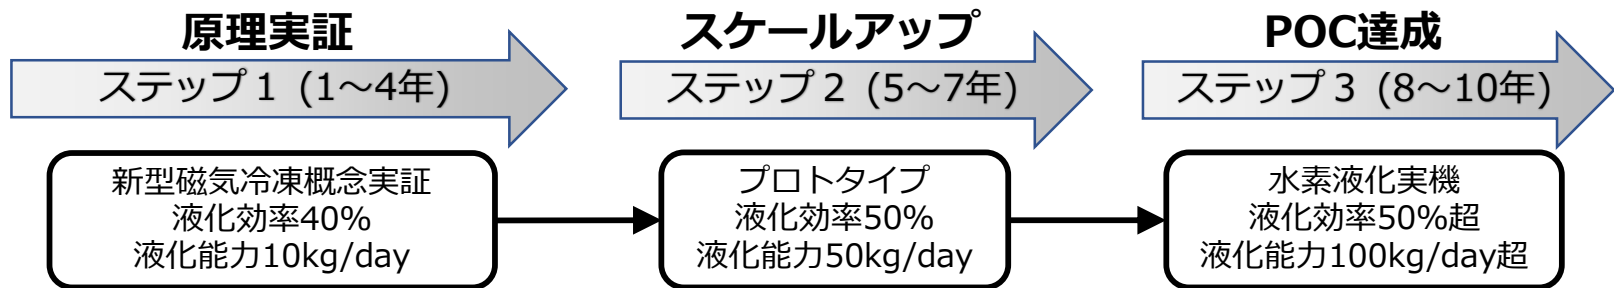 原理実証
ステップ1 (1～4年)
新型磁気冷凍概念実証
液化効率40%
液化能力10kg/day
スケールアップ
ステップ2 (5～7年)
プロトタイプ
液化効率50%
液化能力50kg/day
POC達成
ステップ3 (8～10年)
水素液化実機
液化効率50%超
液化能力100kg/day超